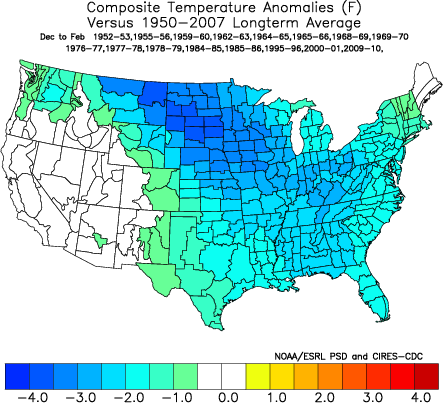 Composite Temperature Anomalies (F)
Versus 1950-2007 Longterm Average
Dec to Feb 1952-53,1955-56,1959-60,1962-63,1964-65,1965-66,1968-69,1969-70
1976-77,1977-78,1978-79,1984-85,1985-86,1995-96,2000-01,2009-10,
NOAA/ESRL PSD and CIRES-CDC
-4.0 -3.0 -2.0 -1.0 0.0 1.0 2.0 3.0 4.0